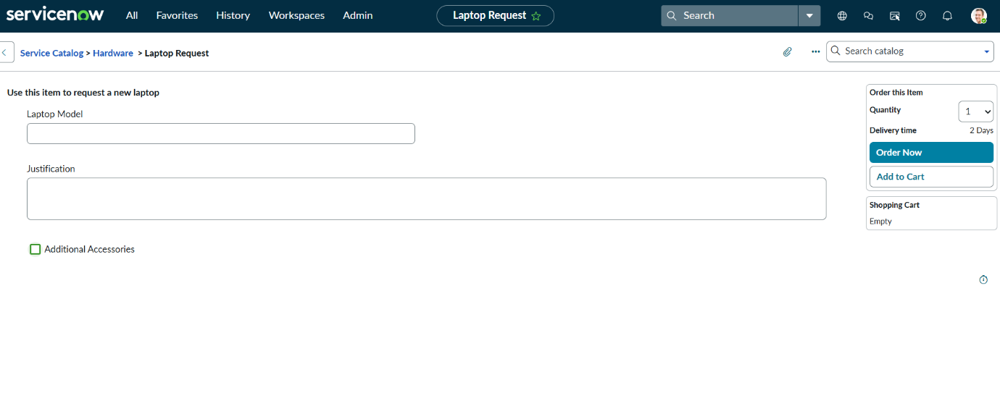 servicenow All Favorites History Workspaces Admin Laptop Request Search
Service Catalog > Hardware > Laptop Request Search catalog
Use this item to request a new laptop
Laptop Model
Justification
Additional Accessories
Order this Item
Quantity 1
Delivery time 2 Days
Order Now
Add to Cart
Shopping Cart
Empty